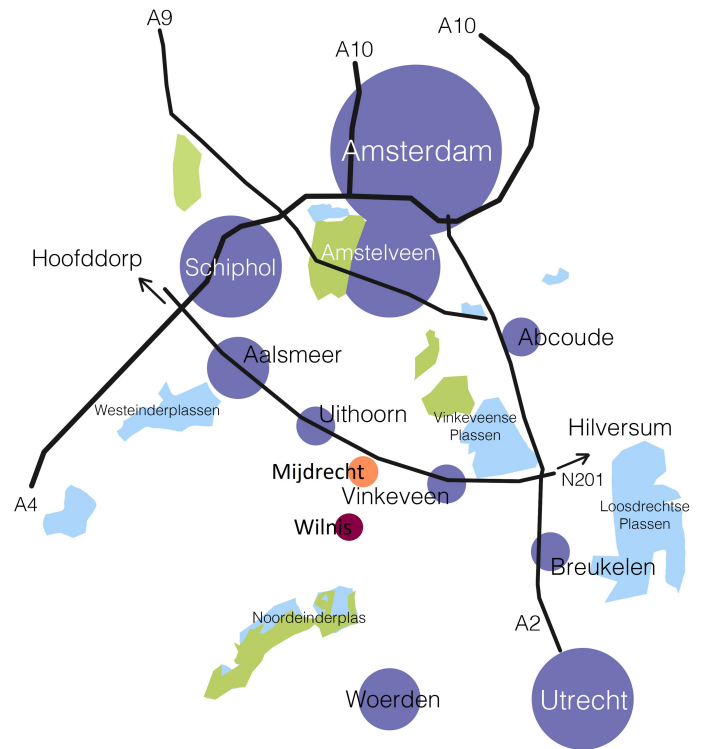 A9
A10
A10
Amsterdam
Hoofddorp
Schiphol
Amstelveen
Abcoude
Aalsmeer
Westeinderplassen
Uithoorn
Vinkeveense
Plassen
Hilversum
Mijdrecht
N201
Vinkeveen
A4
Loosdrechtse
Plassen
Wilnis
Breukelen
Noordeinderplas
A2
Woerden
Utrecht